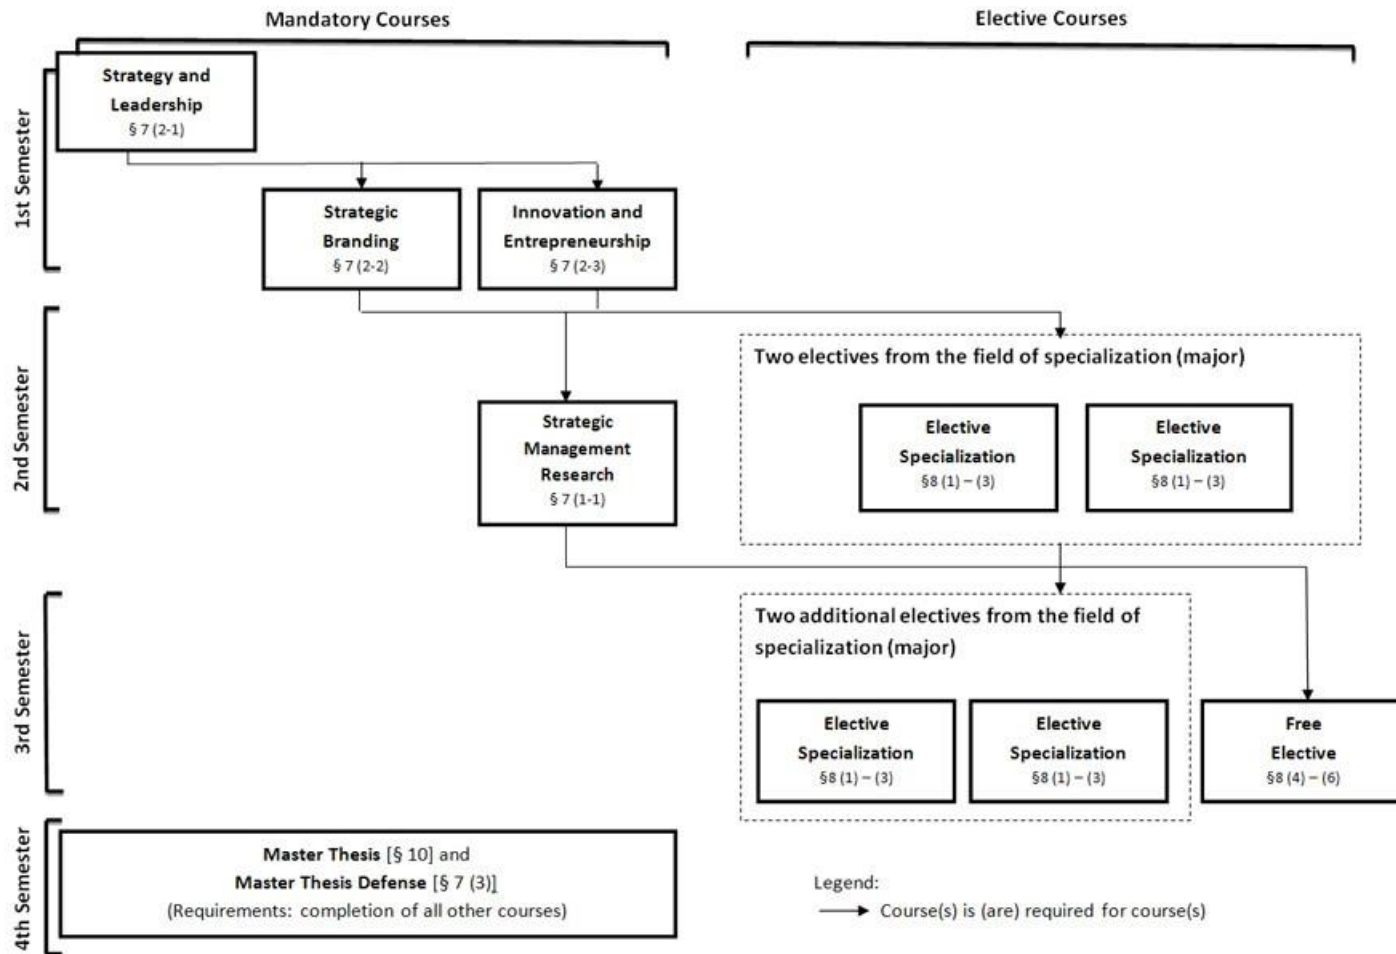 Mandatory Courses
Elective Courses
1st Semester
Strategy and
Leadership
§ 7 (2-1)
Strategic
Branding
§ 7 (2-2)
Innovation and
Entrepreneurship
§ 7 (2-3)
2nd Semester
Strategic
Management
Research
§ 7 (1-1)
Two electives from the field of specialization (major)
Elective
Specialization
§8 (1) – (3)
Elective
Specialization
§8 (1) – (3)
3rd Semester
Two additional electives from the field of
specialization (major)
Elective
Specialization
§8 (1) – (3)
Elective
Specialization
§8 (1) – (3)
Free
Elective
§8 (4) – (6)
4th Semester
Master Thesis [§ 10] and
Master Thesis Defense [§ 7 (3)]
(Requirements: completion of all other courses)
Legend:
Course(s) is (are) required for course(s)